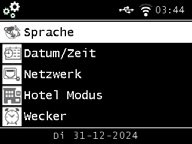 03:44
Sprache
Datum/Zeit
Netzwerk
Hotel Modus
Wecker
Di 31-12-2024